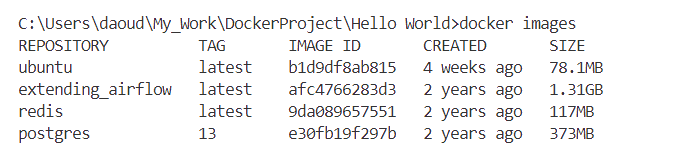 C:\Users\daoud\My_Work\DockerProject\Hello World>docker images
REPOSITORY TAG IMAGE ID CREATED SIZE
ubuntu latest b1d9df8ab815 4 weeks ago 78.1MB
extending_airflow latest afc4766283d3 2 years ago 1.31GB
redis latest 9da089657551 2 years ago 117MB
postgres 13 e30fb19f297b 2 years ago 373MB